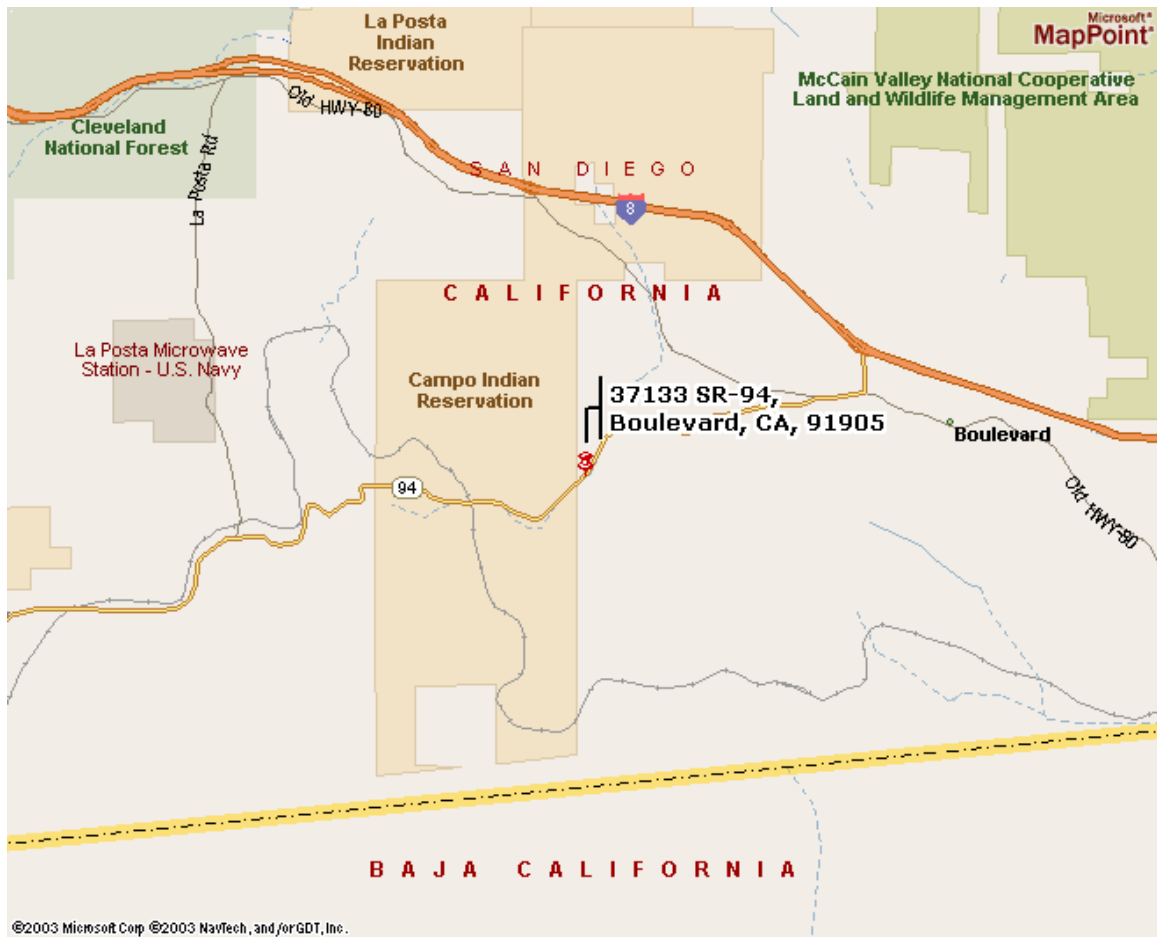 La Posta
Indian
Reservation
Microsoft®
MapPoint®
McCain Valley National Cooperative
Land and Wildlife Management Area
Old HWY-80
Cleveland
National Forest
La Posta Rd
SAN DIEGO
8
CALIFORNIA
La Posta Microwave
Station - U.S. Navy
Campo Indian
Reservation
37133 SR-94,
Boulevard, CA, 91905
Boulevard
94
Old HWY-80
BAJA CALIFORNIA
©2003 Microsoft Corp ©2003 NavTech, and/or GDT, Inc.